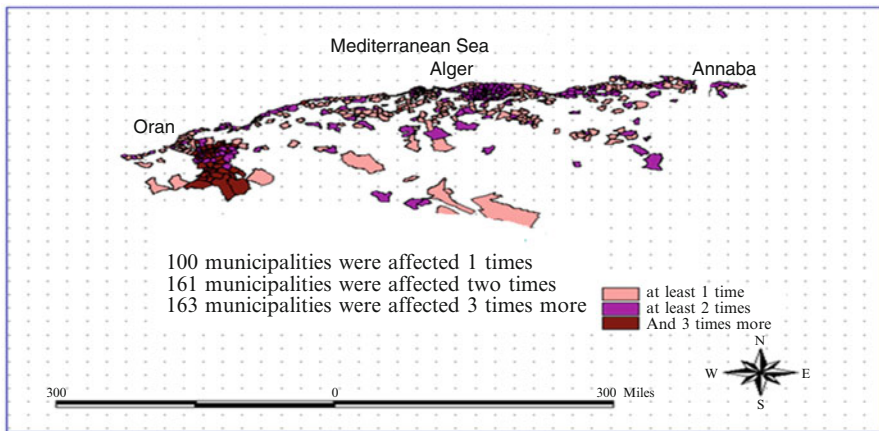 Mediterranean Sea
Alger
Annaba
Oran
100 municipalities were affected 1 times
161 municipalities were affected two times
163 municipalities were affected 3 times more
at least 1 time
at least 2 times
And 3 times more
N
W E
S
300 0 300 Miles